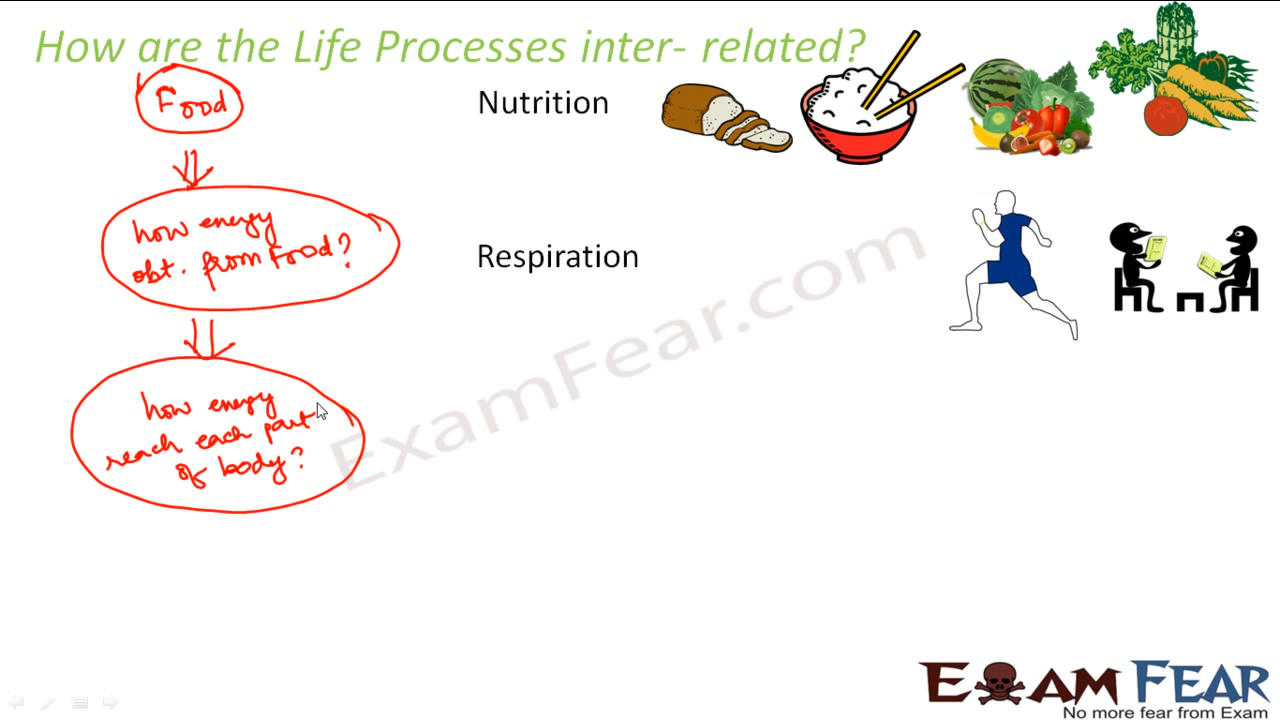 How are the Life Processes inter- related?
Food
Nutrition
how energy
obt. from Food?
Respiration
how energy
reach each part
of body?
ExamFear.com
EXAM FEAR
No more fear from Exam